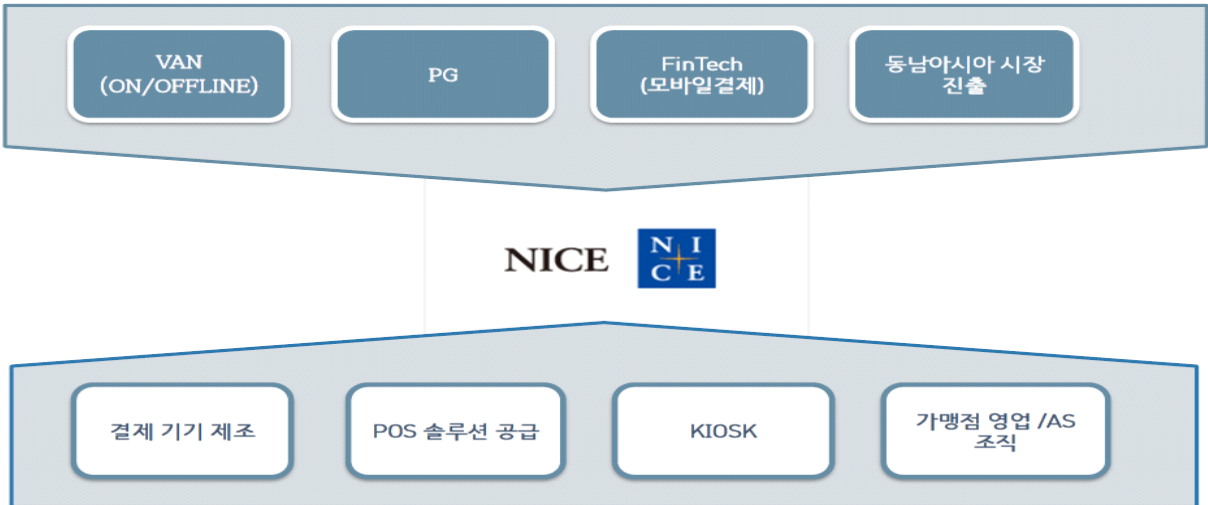 VAN
(ON/OFFLINE)
PG
FinTech
(모바일결제)
동남아시아 시장
진출
NICE
N I
C E
결제 기기 제조
POS 솔루션 공급
KIOSK
가맹점 영업 /AS
조직